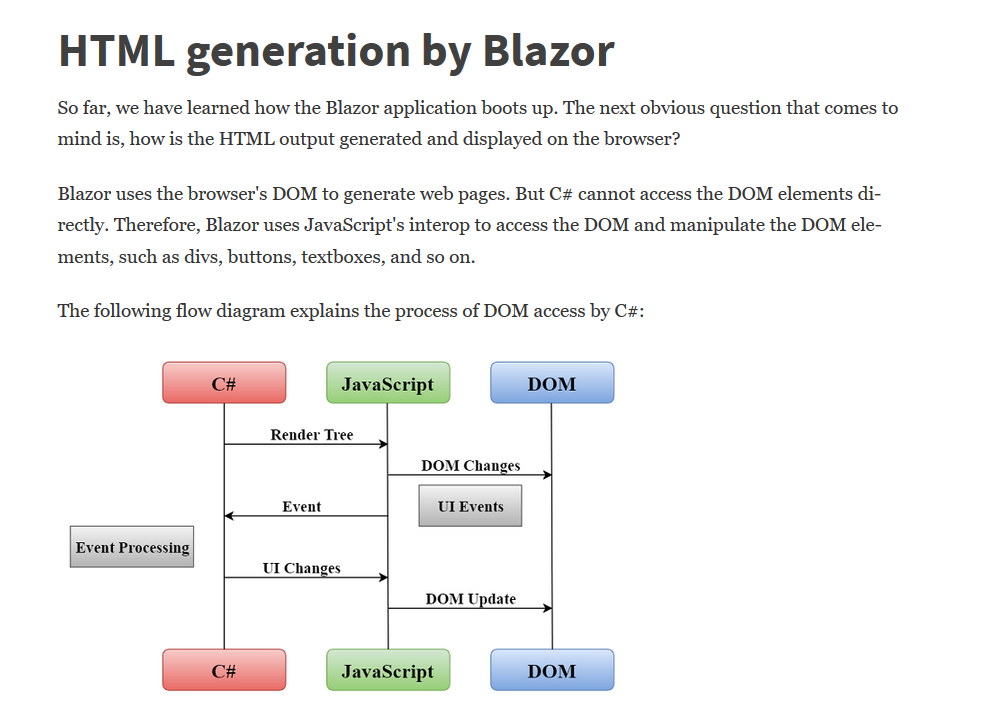 HTML generation by Blazor
So far, we have learned how the Blazor application boots up. The next obvious question that comes to
mind is, how is the HTML output generated and displayed on the browser?
Blazor uses the browser's DOM to generate web pages. But C# cannot access the DOM elements di-
rectly. Therefore, Blazor uses JavaScript's interop to access the DOM and manipulate the DOM ele-
ments, such as divs, buttons, textboxes, and so on.
The following flow diagram explains the process of DOM access by C#:
C#
JavaScript
DOM
Render Tree
DOM Changes
Event
UI Events
Event Processing
UI Changes
DOM Update
C#
JavaScript
DOM